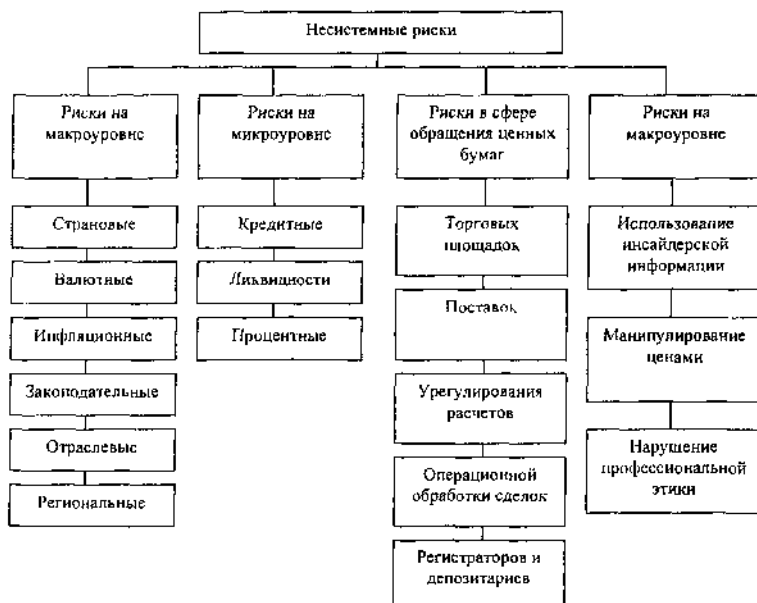 Несистемные риски
Риски на
макроуровне
Страновые
Валютные
Инфляционные
Законодательные
Отраслевые
Региональные
Риски на
микроуровне
Кредитные
Ликвидности
Процентные
Риски в сфере
обращения ценных
бумаг
Торговых
площадок
Поставок
Урегулирования
расчетов
Операционной
обработки сделок
Регистраторов и
депозитариев
Риски на
макроуровне
Использование
инсайдерской
информации
Манипулирование
ценами
Нарушение
профессиональной
этики